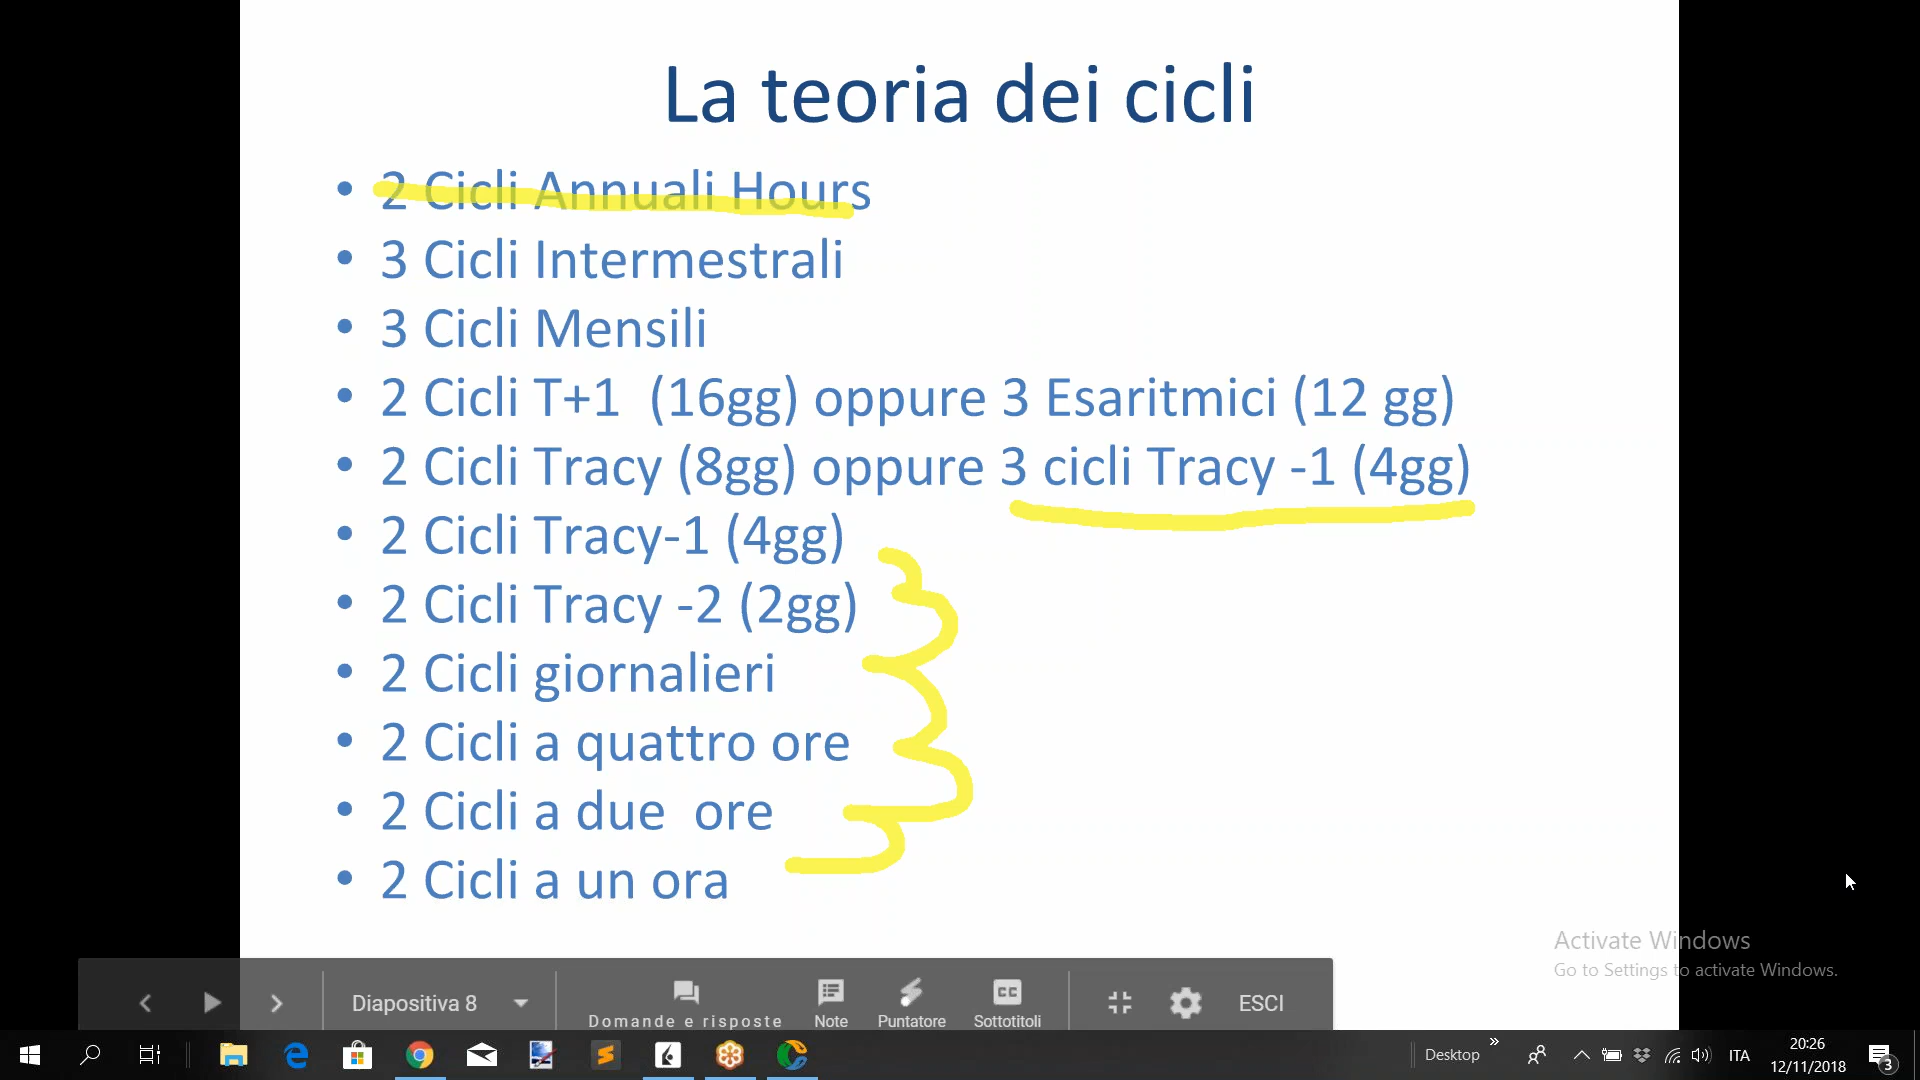 La teoria dei cicli
• 2 Cicli Annuali Hours
• 3 Cicli Intermestrali
• 3 Cicli Mensili
• 2 Cicli T+1 (16gg) oppure 3 Esaritmici (12 gg)
• 2 Cicli Tracy (8gg) oppure 3 cicli Tracy -1 (4gg)
• 2 Cicli Tracy-1 (4gg)
• 2 Cicli Tracy -2 (2gg)
• 2 Cicli giornalieri
• 2 Cicli a quattro ore
• 2 Cicli a due ore
• 2 Cicli a un ora
Activate Windows
Go to Settings to activate Windows.
Diapositiva 8
Domande e risposte
Note
Puntatore
CC
Sottotitoli
ESCI
Desktop
ITA
20:26
12/11/2018
3